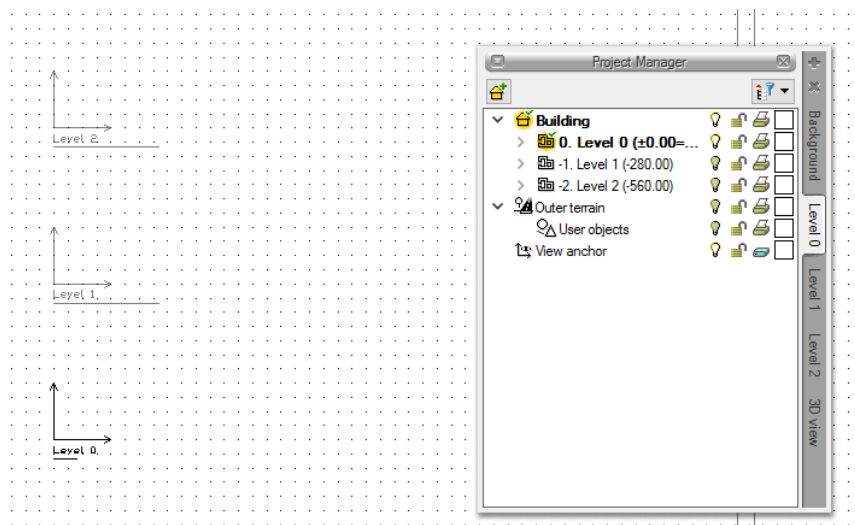 Level 2
Level 1
Level 0
Project Manager
Building
0. Level 0 (±0.00=...
-1. Level 1 (-280.00)
-2. Level 2 (-560.00)
Outer terrain
User objects
View anchor
Background
Level 0
Level 1
Level 2
3D view